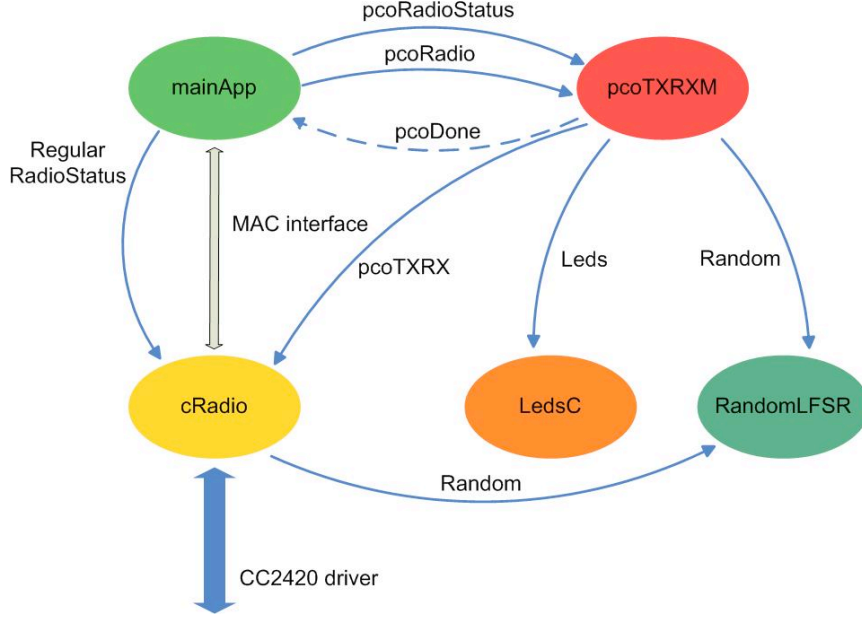 pcoRadioStatus
pcoRadio
mainApp
pcoTXRXM
pcoDone
Regular
RadioStatus
MAC interface
pcoTXRX
Leds
Random
cRadio
LedsC
RandomLFSR
Random
CC2420 driver